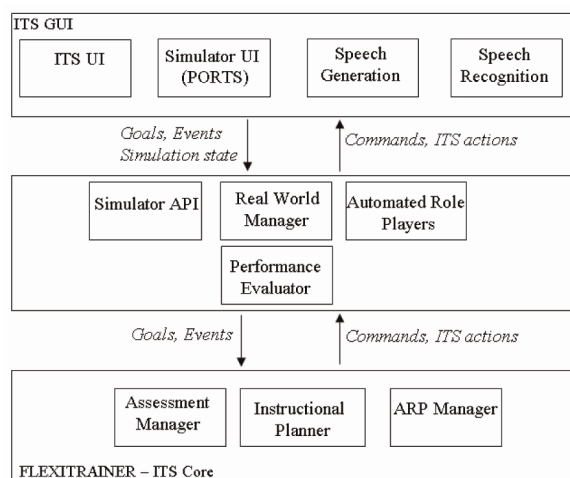 ITS GUI
ITS UI
Simulator UI
(PORTS)
Speech
Generation
Speech
Recognition
Goals, Events
Simulation state
Commands, ITS actions
Simulator API
Real World
Manager
Automated Role
Players
Performance
Evaluator
Goals, Events
Commands, ITS actions
Assessment
Manager
Instructional
Planner
ARP Manager
FLEXITRAINER – ITS Core